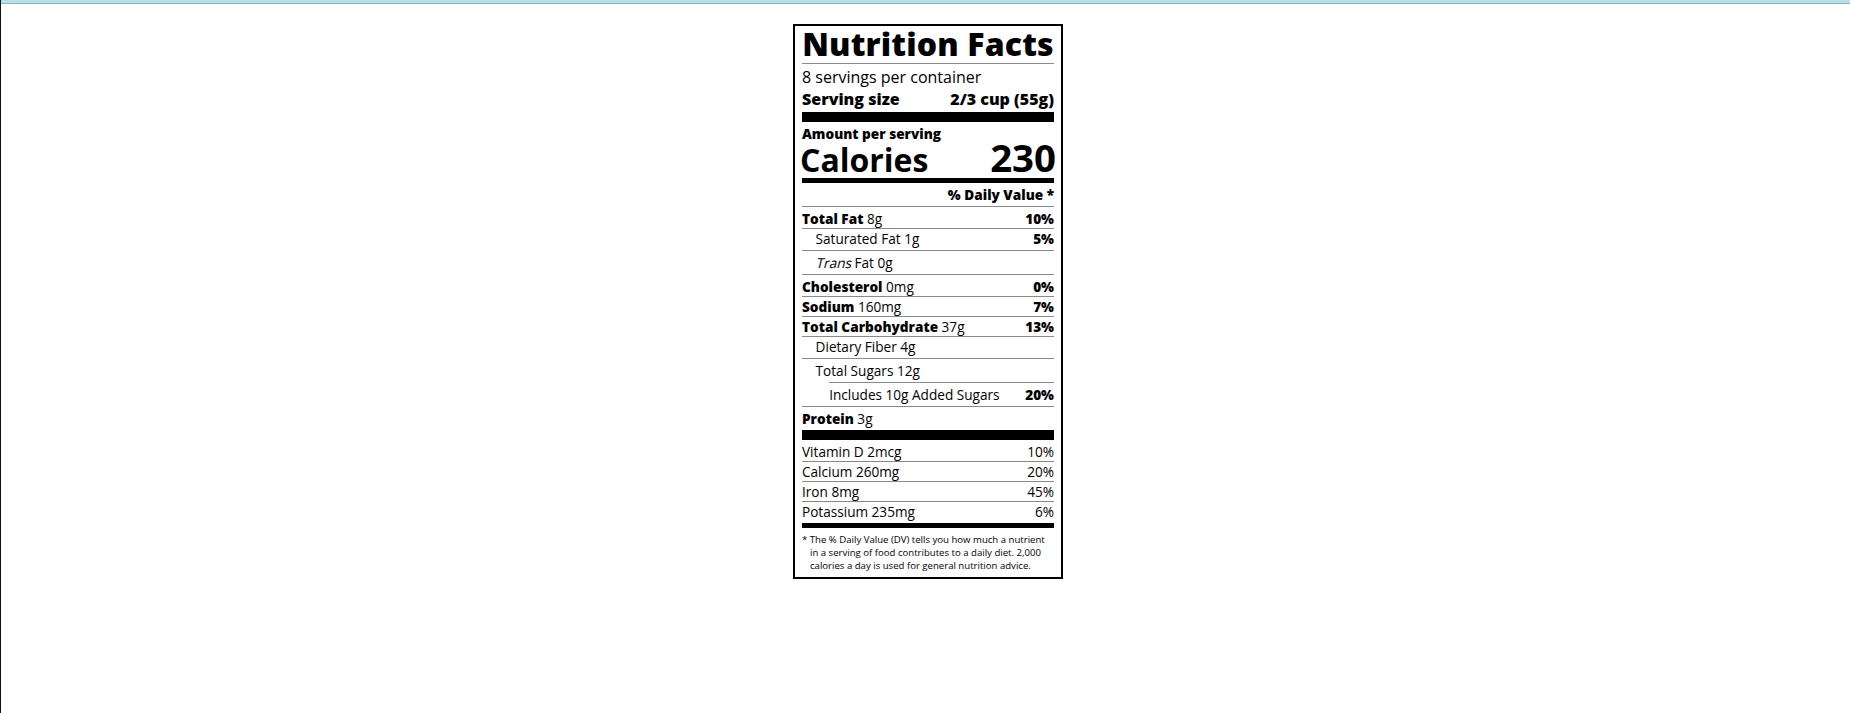 Nutrition Facts
8 servings per container
Serving size 2/3 cup (55g)
Amount per serving
Calories 230
% Daily Value *
Total Fat 8g 10%
Saturated Fat 1g 5%
Trans Fat 0g
Cholesterol 0mg 0%
Sodium 160mg 7%
Total Carbohydrate 37g 13%
Dietary Fiber 4g
Total Sugars 12g
Includes 10g Added Sugars 20%
Protein 3g
Vitamin D 2mcg 10%
Calcium 260mg 20%
Iron 8mg 45%
Potassium 235mg 6%
* The % Daily Value (DV) tells you how much a nutrient
in a serving of food contributes to a daily diet. 2,000
calories a day is used for general nutrition advice.